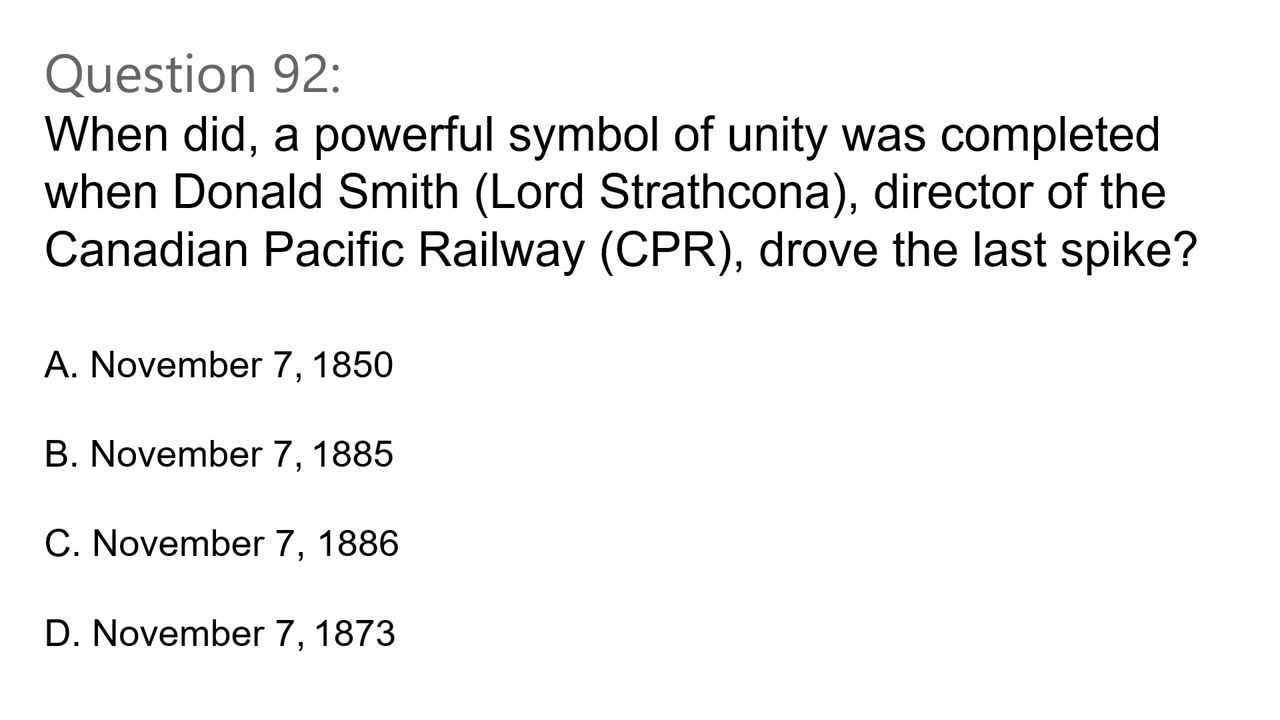 Question 92:
When did, a powerful symbol of unity was completed
when Donald Smith (Lord Strathcona), director of the
Canadian Pacific Railway (CPR), drove the last spike?
A. November 7, 1850
B. November 7, 1885
C. November 7, 1886
D. November 7, 1873